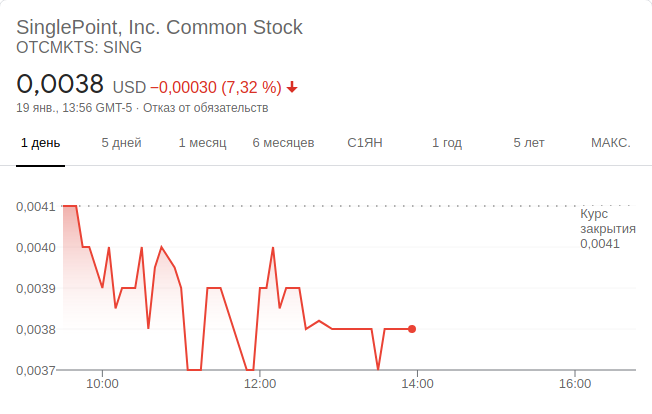 SinglePoint, Inc. Common Stock
OTCMKTS: SING
0,0038 USD −0,00030 (7,32 %)
19 янв., 13:56 GMT-5 · Отказ от обязательств
1 день 5 дней 1 месяц 6 месяцев С1ЯН 1 год 5 лет МАКС.
0,0041
Курс
закрытия
0,0041
0,0040
0,0039
0,0038
0,0037
10:00 12:00 14:00 16:00